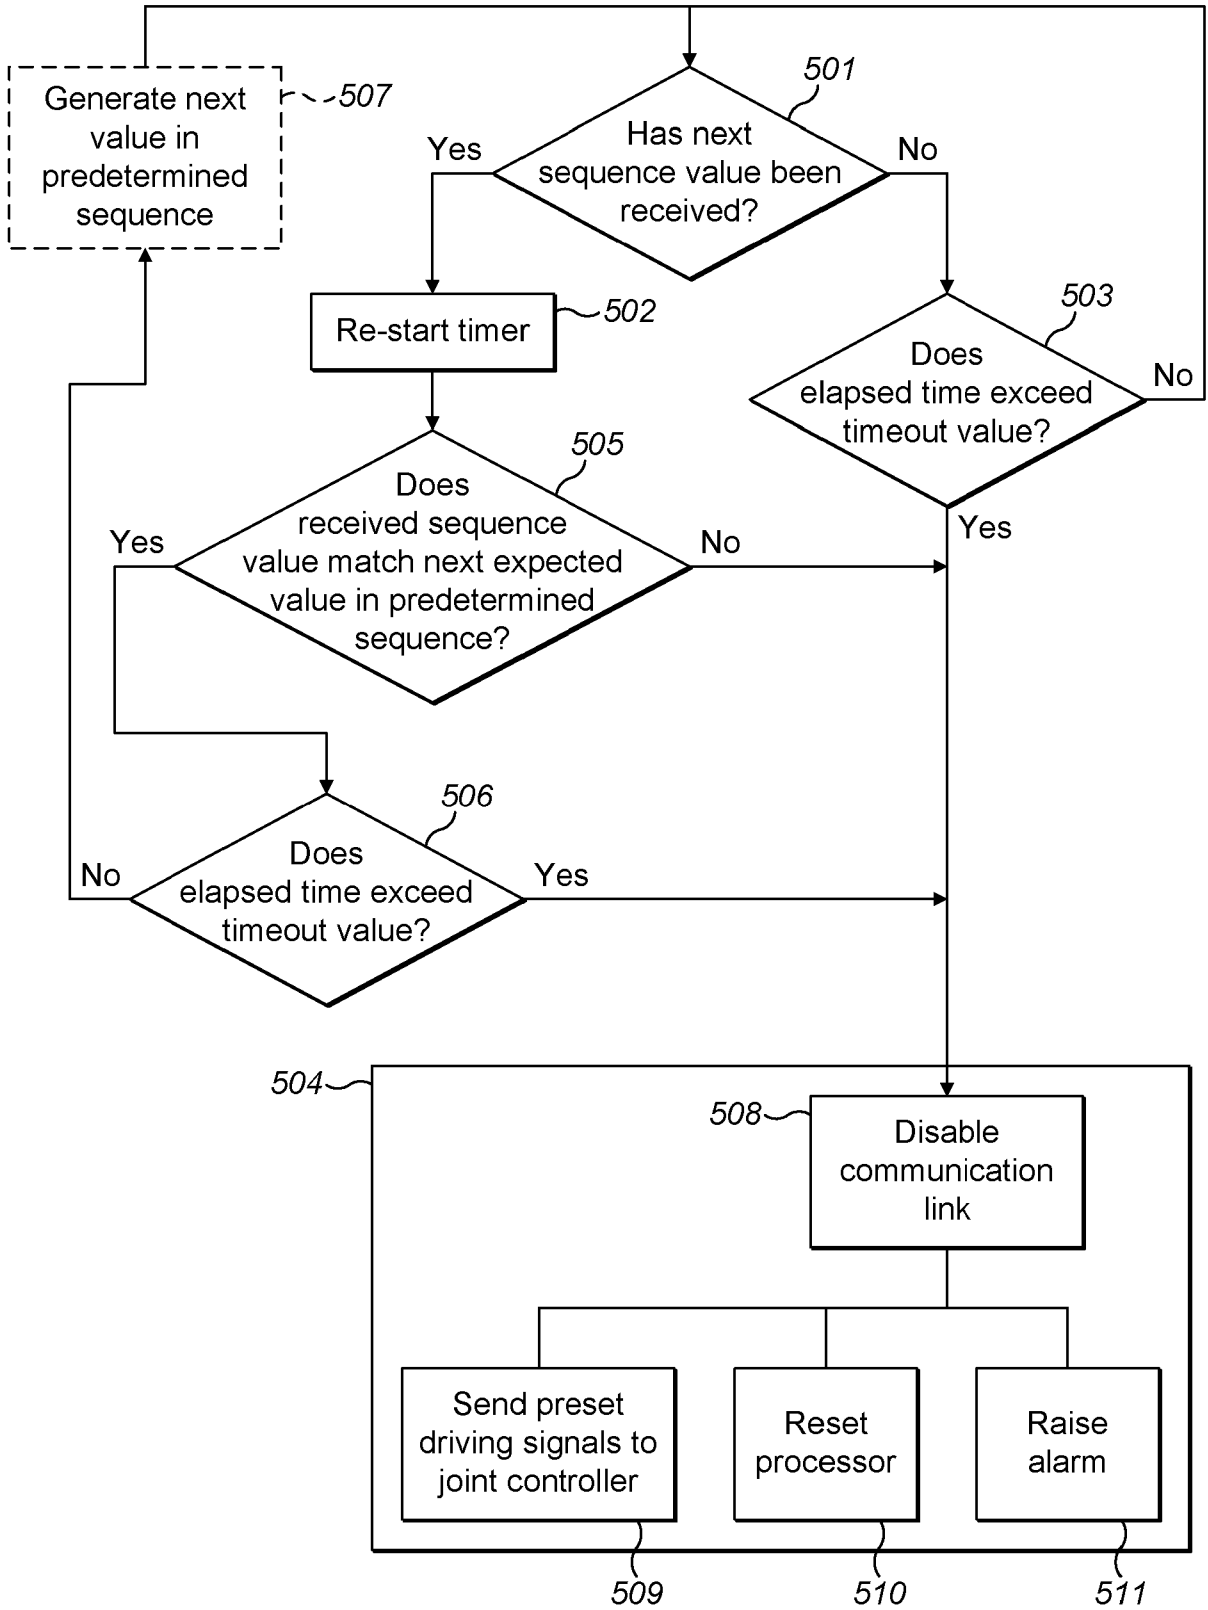 501
Generate next
value in
predetermined
sequence
507
Has next
sequence value been
received?
Yes
No
Re-start timer
502
503
Does
elapsed time exceed
timeout value?
No
Yes
505
Does
received sequence
value match next expected
value in predetermined
sequence?
Yes
No
506
Does
elapsed time exceed
timeout value?
No
Yes
504
508
Disable
communication
link
Send preset
driving signals to
joint controller
Reset
processor
Raise
alarm
509
510
511